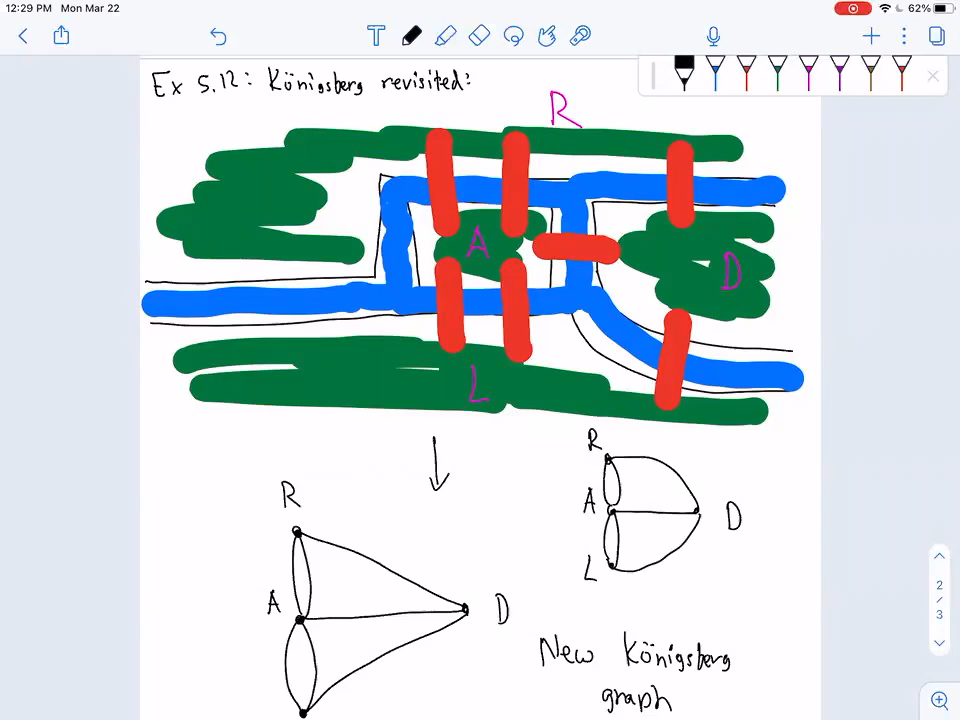 12:29 PM Mon Mar 22
62%
Ex 5.12: Königsberg revisited:
R
A
D
L
R
R
A
D
L
A
D
New Königsberg
graph
2
/
3